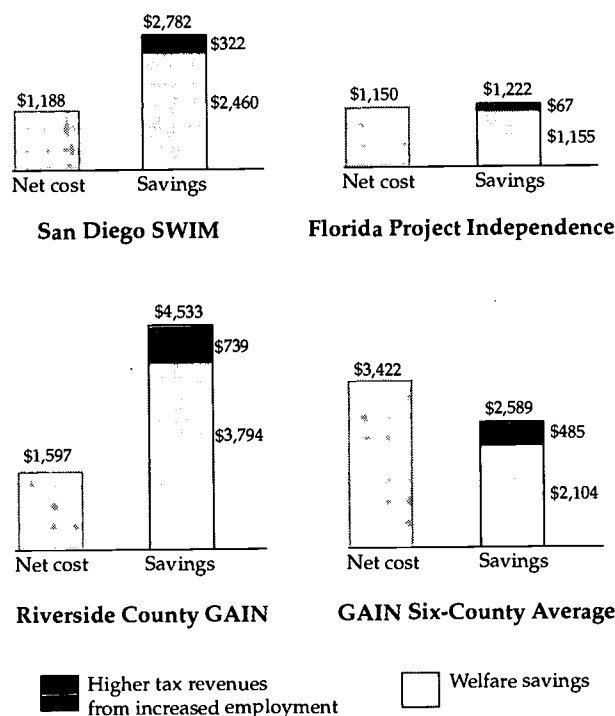 $2,782
$322
$1,188
$2,460
Net cost
Savings
San Diego SWIM
$1,150
$1,222
$67
$1,155
Net cost
Savings
Florida Project Independence
$4,533
$739
$3,794
$1,597
Net cost
Savings
Riverside County GAIN
$3,422
$2,589
$485
$2,104
Net cost
Savings
GAIN Six-County Average
Higher tax revenues
from increased employment
Welfare savings